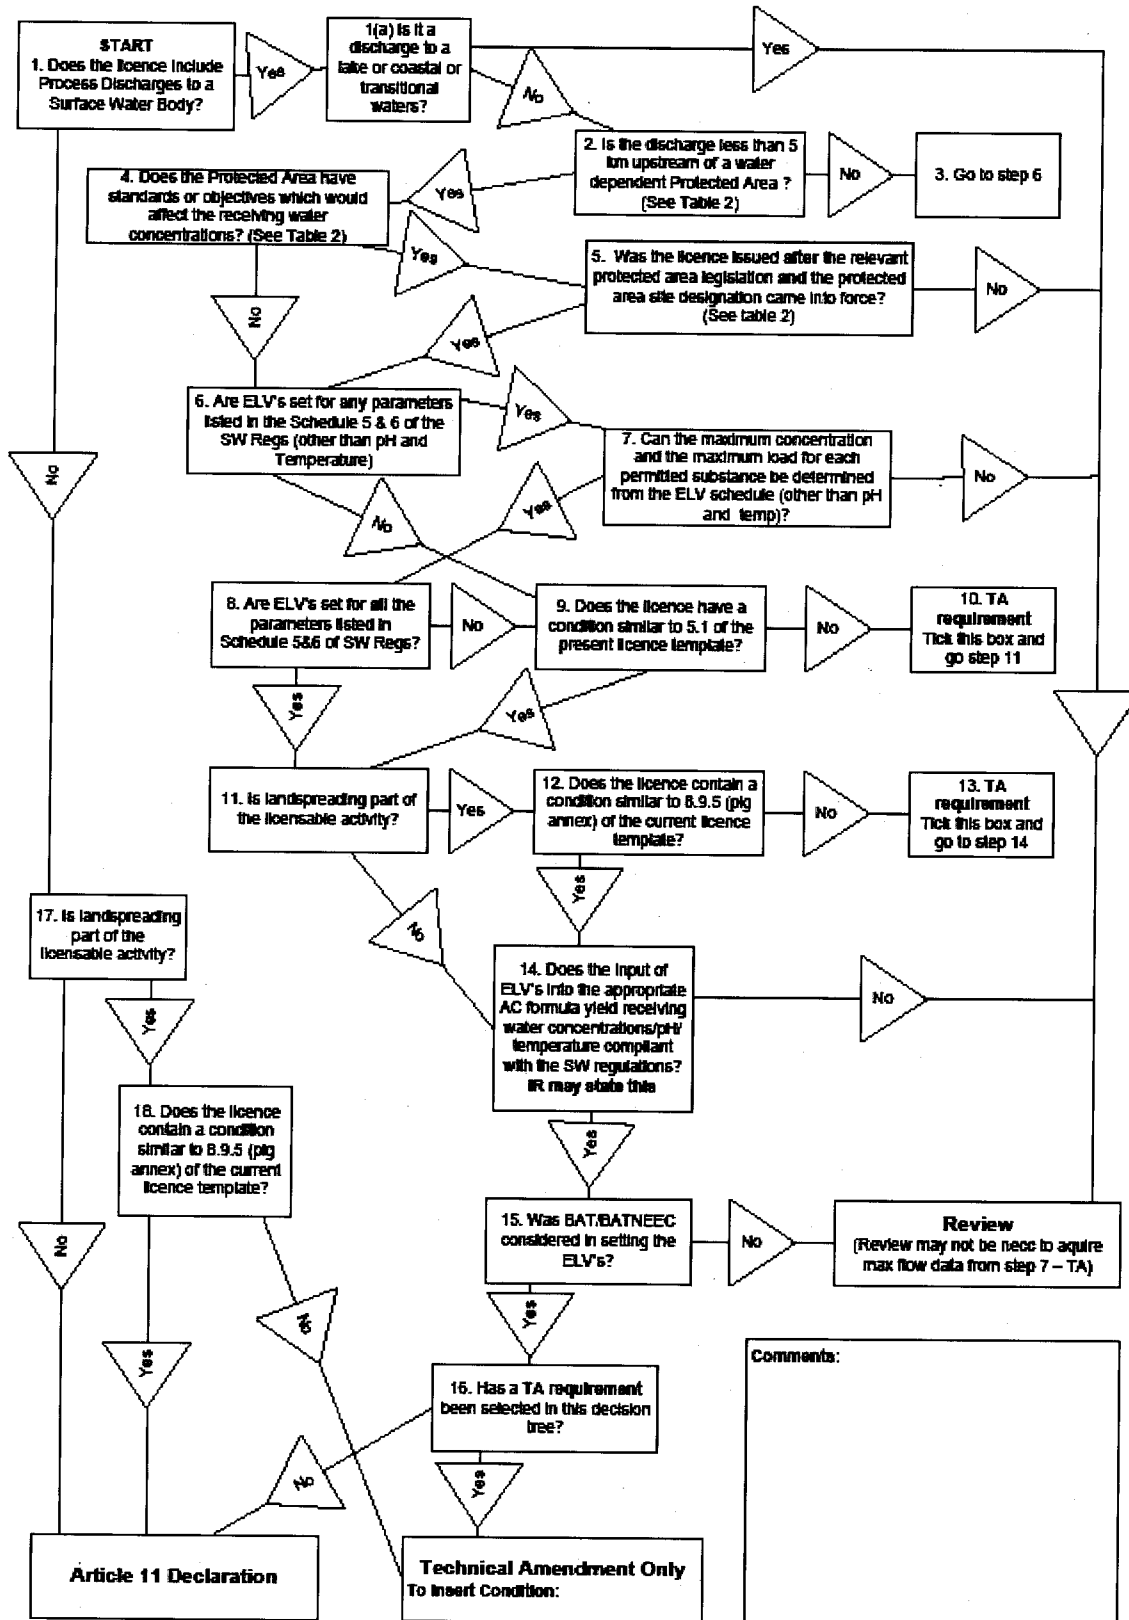 START
1. Does the licence include
Process Discharges to a
Surface Water Body?
Yes
1(a) Is it a
discharge to a
lake or coastal or
transitional
waters?
Yes
No
2. Is the discharge less than 5
km upstream of a water
dependent Protected Area ?
(See Table 2)
No
3. Go to step 6
Yes
4. Does the Protected Area have
standards or objectives which would
affect the receiving water
concentrations? (See Table 2)
Yes
5. Was the licence issued after the relevant
protected area legislation and the protected
area site designation came into force?
(See table 2)
No
No
Yes
6. Are ELV's set for any parameters
listed in the Schedule 5 & 6 of the
SW Regs (other than pH and
Temperature)
Yes
7. Can the maximum concentration
and the maximum load for each
permitted substance be determined
from the ELV schedule (other than pH
and temp)?
No
No
No
Yes
8. Are ELV's set for all the
parameters listed in
Schedule 5&6 of SW Regs?
No
9. Does the licence have a
condition similar to 5.1 of the
present licence template?
No
10. TA
requirement
Tick this box and
go step 11
Yes
Yes
11. Is landspreading part of
the licensable activity?
Yes
12. Does the licence contain a
condition similar to 8.9.5 (pig
annex) of the current licence
template?
No
13. TA
requirement
Tick this box and
go to step 14
Yes
No
17. Is landspreading
part of the
licensable activity?
14. Does the input of
ELV's into the appropriate
AC formula yield receiving
water concentrations/pH/
temperature compliant
with the SW regulations?
IR may state this
No
Yes
18. Does the licence
contain a condition
similar to 8.9.5 (pig
annex) of the current
licence template?
Yes
15. Was BAT/BATNEEC
considered in setting the
ELV's?
No
Review
(Review may not be necc to aquire
max flow data from step 7 – TA)
No
Yes
No
Yes
16. Has a TA requirement
been selected in this decision
tree?
Comments:
No
Yes
Article 11 Declaration
Technical Amendment Only
To Insert Condition: